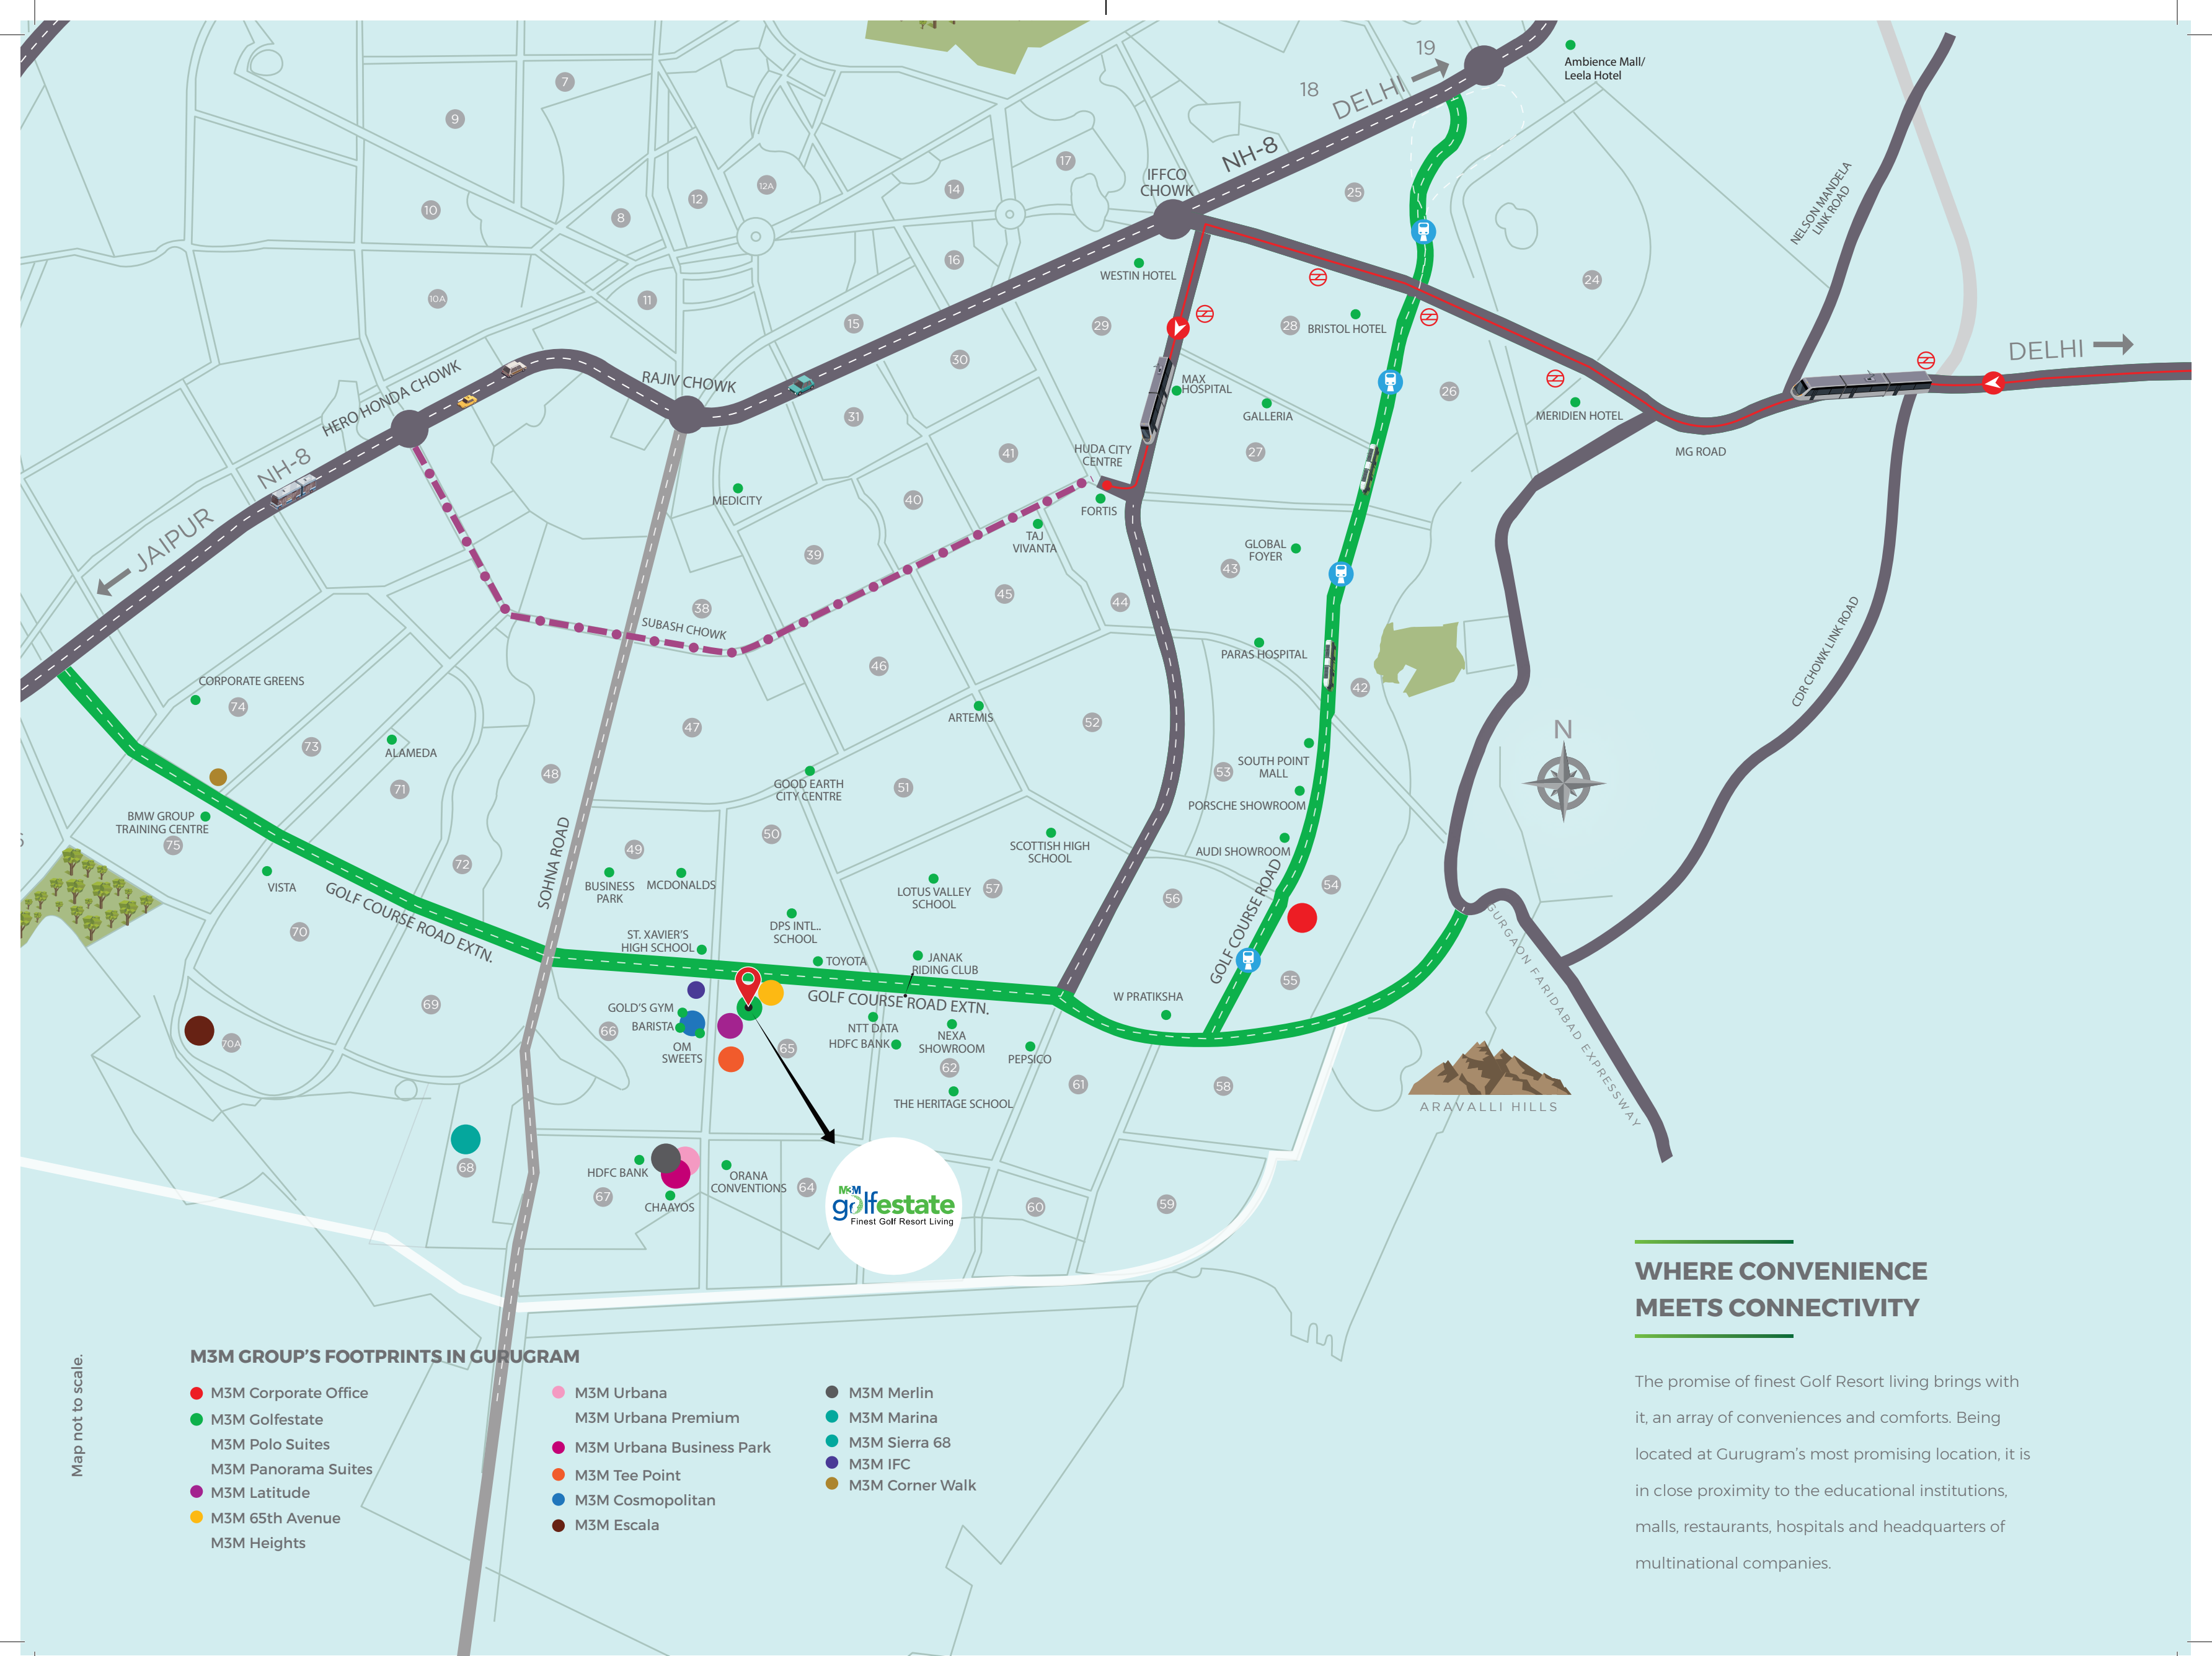 19
Ambience Mall/
Leela Hotel
18
DELHI
7
9
NH-8
17
IFFCO
CHOWK
12A
14
25
12
10
8
NELSON MANDELA
LINK ROAD
16
WESTIN HOTEL
24
10A
11
15
29
28
BRISTOL HOTEL
DELHI
30
RAJIV CHOWK
HERO HONDA CHOWK
MAX
HOSPITAL
26
31
GALLERIA
MERIDIEN HOTEL
41
HUDA CITY
CENTRE
27
MG ROAD
NH-8
MEDICITY
40
FORTIS
JAIPUR
TAJ
VIVANTA
39
GLOBAL
FOYER
43
45
44
38
SUBASH CHOWK
CDR CHOWK LINK ROAD
PARAS HOSPITAL
46
CORPORATE GREENS
74
42
ARTEMIS
52
47
N
73
ALAMEDA
48
SOUTH POINT
MALL
53
71
GOOD EARTH
CITY CENTRE
51
PORSCHE SHOWROOM
BMW GROUP
TRAINING CENTRE
75
50
SCOTTISH HIGH
SCHOOL
AUDI SHOWROOM
49
72
SOHNA ROAD
BUSINESS
PARK
MCDONALDS
VISTA
LOTUS VALLEY
SCHOOL
57
56
54
GOLF COURSE ROAD
GOLF COURSE ROAD EXTN.
70
DPS INTL..
SCHOOL
ST. XAVIER'S
HIGH SCHOOL
TOYOTA
JANAK
RIDING CLUB
GURGAON FARIDABAD EXPRESSWAY
55
69
GOLF COURSE ROAD EXTN.
W PRATIKSHA
GOLD'S GYM
BARISTA
66
OM
SWEETS
65
NTT DATA
HDFC BANK
NEXA
SHOWROOM
62
PEPSICO
70A
61
58
THE HERITAGE SCHOOL
ARAVALLI HILLS
68
HDFC BANK
67
CHAAYOS
ORANA
CONVENTIONS
64
M3M
golfestate
Finest Golf Resort Living
60
59
WHERE CONVENIENCE
MEETS CONNECTIVITY
The promise of finest Golf Resort living brings with
it, an array of conveniences and comforts. Being
located at Gurugram's most promising location, it is
in close proximity to the educational institutions,
malls, restaurants, hospitals and headquarters of
multinational companies.
Map not to scale.
M3M GROUP'S FOOTPRINTS IN GURUGRAM
M3M Corporate Office
M3M Golfestate
M3M Polo Suites
M3M Panorama Suites
M3M Latitude
M3M 65th Avenue
M3M Heights
M3M Urbana
M3M Urbana Premium
M3M Urbana Business Park
M3M Tee Point
M3M Cosmopolitan
M3M Escala
M3M Merlin
M3M Marina
M3M Sierra 68
M3M IFC
M3M Corner Walk